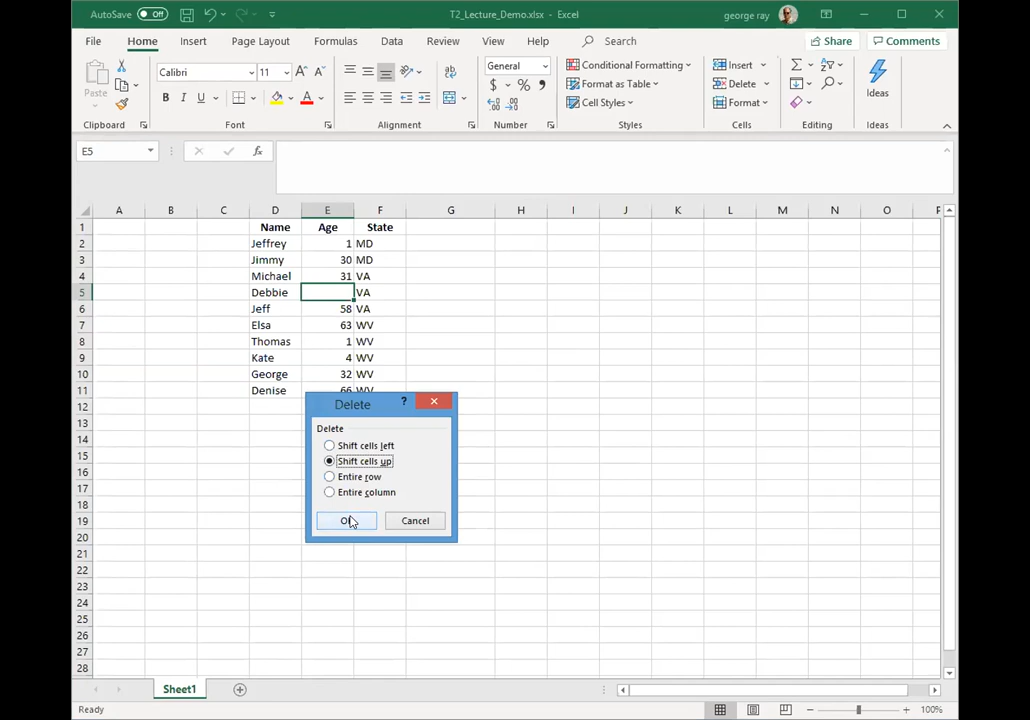 AutoSave Off T2_Lecture_Demo.xlsx - Excel george ray
File Home Insert Page Layout Formulas Data Review View Help Search Share Comments
Paste Calibri 11 A A General Conditional Formatting Insert Ideas
B I U A $ % , Format as Table Delete
Cell Styles Format
Clipboard Font Alignment Number Styles Cells Editing Ideas
E5 fx
A B C D E F G H I J K L M N O P
1 Name Age State
2 Jeffrey 1 MD
3 Jimmy 30 MD
4 Michael 31 VA
5 Debbie VA
6 Jeff 58 VA
7 Elsa 63 WV
8 Thomas 1 WV
9 Kate 4 WV
10 George 32 WV
11 Denise 66 WV
12
13
14
15
16
17
18
19
20
21
22
23
24
25
26
27
28
Delete ?
Delete
Shift cells left
Shift cells up
Entire row
Entire column
OK Cancel
Sheet1
Ready 100%